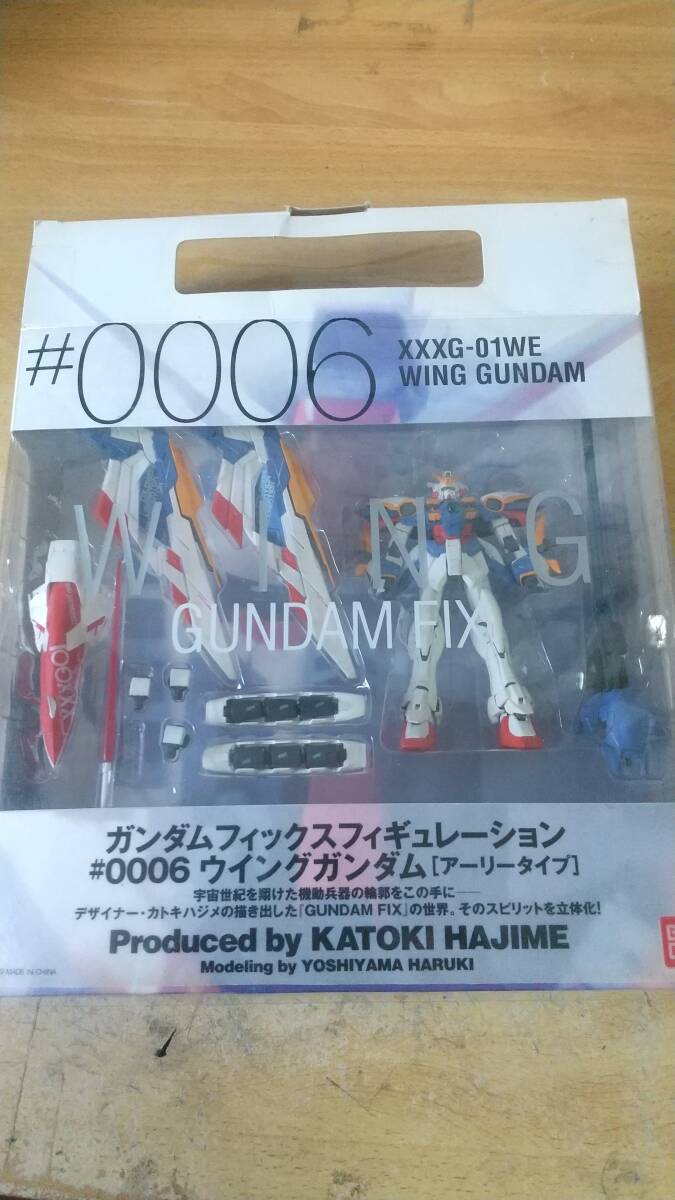 #0006
XXXG-01WE
WING GUNDAM
WING
GUNDAM FIX
XXXG01
ガンダムフィックスフィギュレーション
#0006 ウイングガンダム[アーリータイプ]
宇宙世紀を翔けた機動兵器の輪郭をこの手に——
デザイナー・カトキハジメの描き出した「GUNDAM FIX」の世界。そのスピリットを立体化!
Produced by KATOKI HAJIME
Modeling by YOSHIYAMA HARUKI
MADE IN CHINA